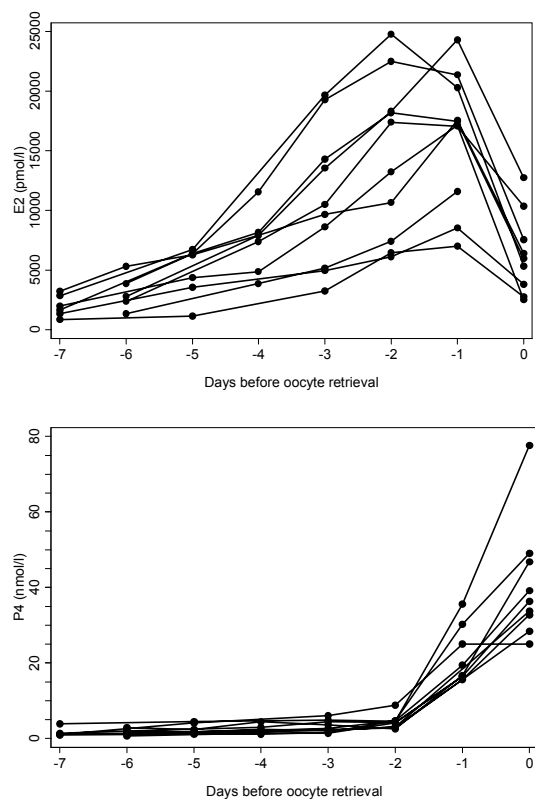 25000
20000
15000
10000
5000
0
E2 (pmol/l)
-7 -6 -5 -4 -3 -2 -1 0
Days before oocyte retrieval
80
60
40
20
0
P4 (nmol/l)
-7 -6 -5 -4 -3 -2 -1 0
Days before oocyte retrieval